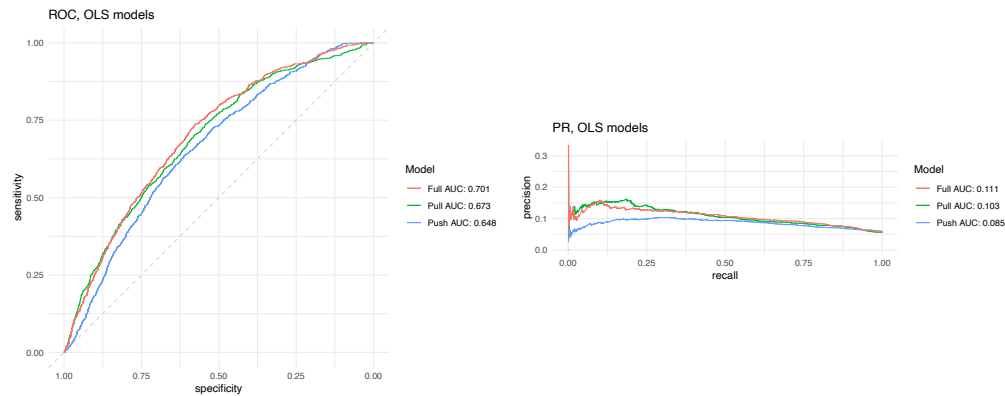 ROC, OLS models
1.00
0.75
0.50
0.25
0.00
sensitivity
1.00
0.75
0.50
0.25
0.00
specificity
Model
Full AUC: 0.701
Pull AUC: 0.673
Push AUC: 0.648
PR, OLS models
0.3
0.2
0.1
0.0
precision
0.00
0.25
0.50
0.75
1.00
recall
Model
Full AUC: 0.111
Pull AUC: 0.103
Push AUC: 0.085